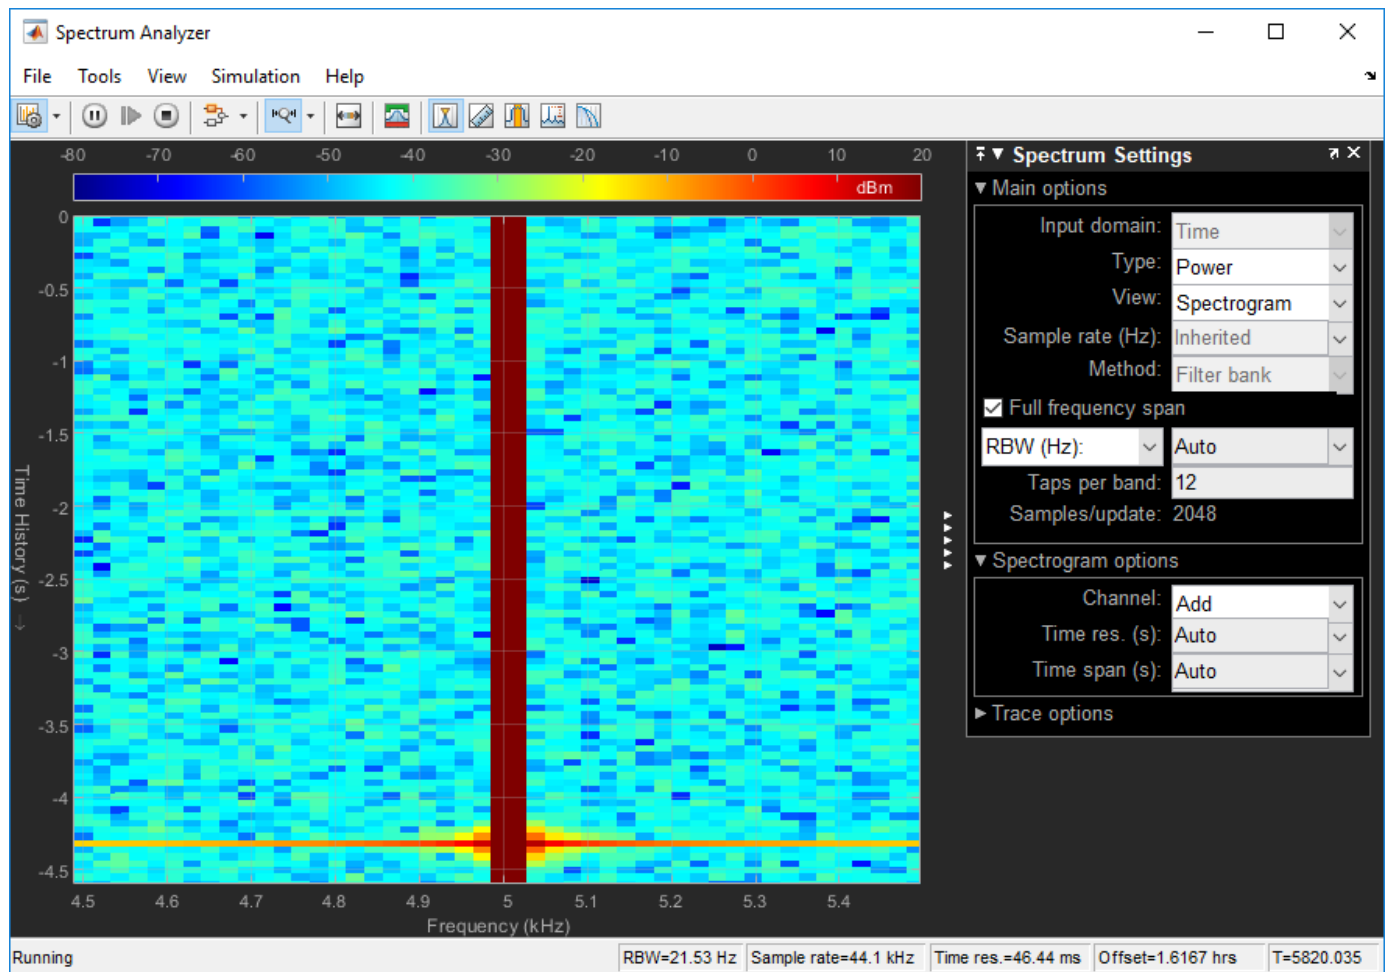 Spectrum Analyzer
File Tools View Simulation Help
-80 -70 -60 -50 -40 -30 -20 -10 0 10 20
dBm
0
-0.5
-1
-1.5
-2
-2.5
-3
-3.5
-4
-4.5
Time History (s)
4.5 4.6 4.7 4.8 4.9 5 5.1 5.2 5.3 5.4
Frequency (kHz)
Spectrum Settings
Main options
Input domain: Time
Type: Power
View: Spectrogram
Sample rate (Hz): Inherited
Method: Filter bank
Full frequency span
RBW (Hz): Auto
Taps per band: 12
Samples/update: 2048
Spectrogram options
Channel: Add
Time res. (s): Auto
Time span (s): Auto
Trace options
Running RBW=21.53 Hz Sample rate=44.1 kHz Time res.=46.44 ms Offset=1.6167 hrs T=5820.035